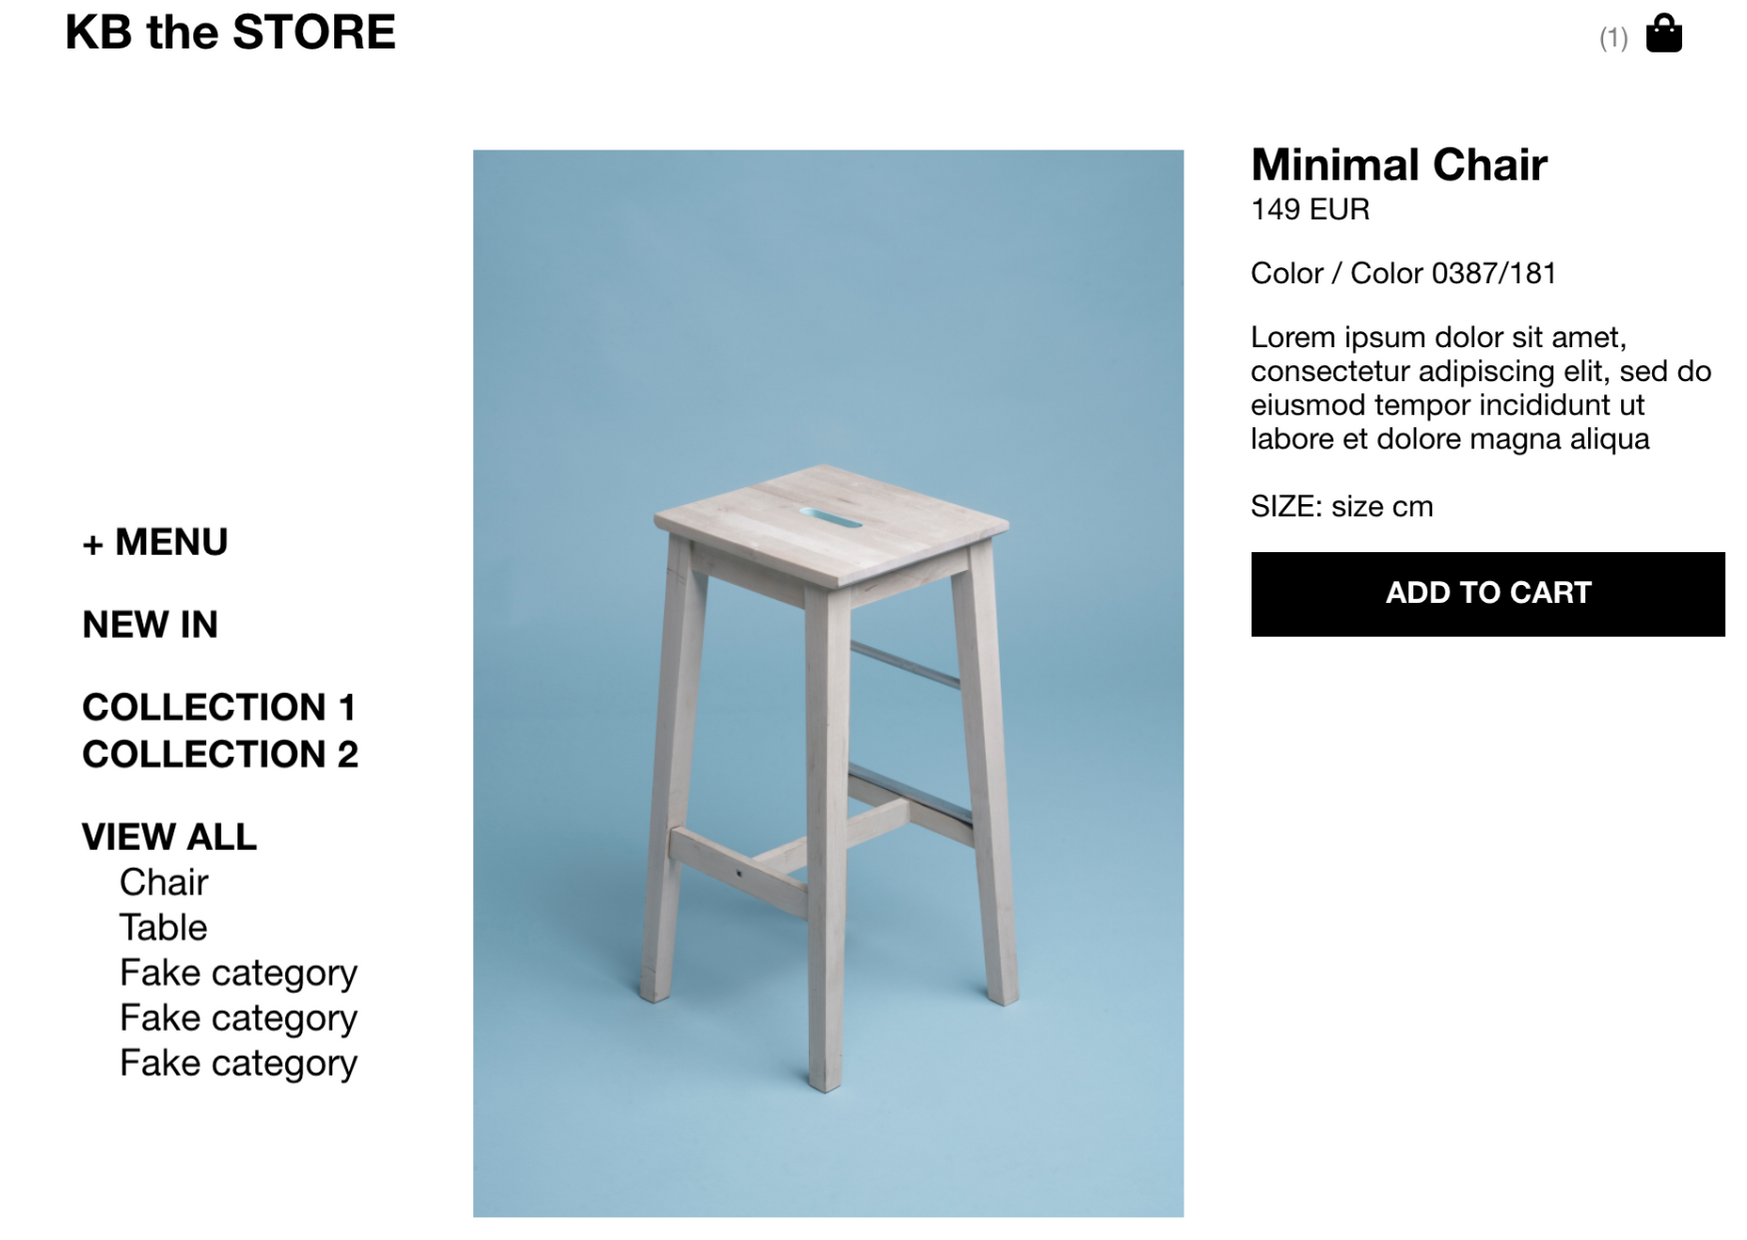 KB the STORE
(1)
+ MENU
NEW IN
COLLECTION 1
COLLECTION 2
VIEW ALL
Chair
Table
Fake category
Fake category
Fake category
Minimal Chair
149 EUR
Color / Color 0387/181
Lorem ipsum dolor sit amet,
consectetur adipiscing elit, sed do
eiusmod tempor incididunt ut
labore et dolore magna aliqua
SIZE: size cm
ADD TO CART